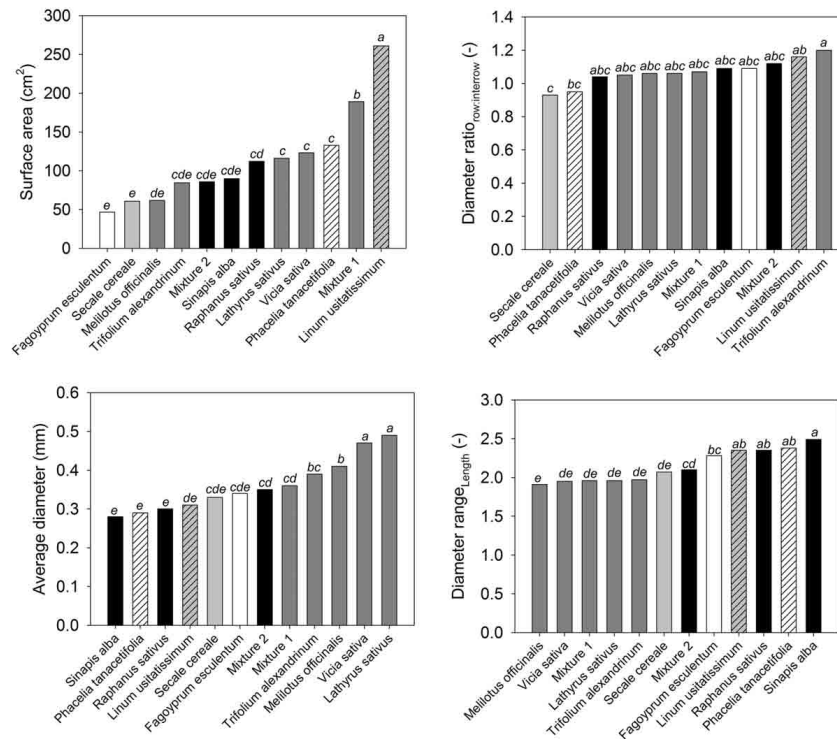 Surface area (cm2)
300
250
200
150
100
50
0
e
e
de
cde
cde
cde
cd
c
c
c
b
a
Fagoyprum esculentum
Secale cereale
Melilotus officinalis
Trifolium alexandrinum
Mixture 2
Sinapis alba
Raphanus sativus
Lathyrus sativus
Vicia sativa
Phacelia tanacetifolia
Mixture 1
Linum usitatissimum
Diameter ratio row:interrow (-)
1.4
1.2
1.0
0.8
0.6
0.4
0.2
0.0
c
bc
abc
abc
abc
abc
abc
abc
abc
abc
ab
a
Secale cereale
Phacelia tanacetifolia
Raphanus sativus
Vicia sativa
Melilotus officinalis
Lathyrus sativus
Mixture 1
Sinapis alba
Fagoyprum esculentum
Mixture 2
Linum usitatissimum
Trifolium alexandrinum
Average diameter (mm)
0.6
0.5
0.4
0.3
0.2
0.1
0.0
e
e
e
de
cde
cde
cd
cd
bc
b
a
a
Sinapis alba
Phacelia tanacetifolia
Raphanus sativus
Linum usitatissimum
Secale cereale
Fagoyprum esculentum
Mixture 2
Mixture 1
Trifolium alexandrinum
Melilotus officinalis
Vicia sativa
Lathyrus sativus
Diameter range Length (-)
3.0
2.5
2.0
1.5
1.0
0.5
0.0
e
de
de
de
de
de
cd
bc
ab
ab
ab
a
Melilotus officinalis
Vicia sativa
Mixture 1
Lathyrus sativus
Trifolium alexandrinum
Secale cereale
Mixture 2
Fagoyprum esculentum
Linum usitatissimum
Raphanus sativus
Phacelia tanacetifolia
Sinapis alba